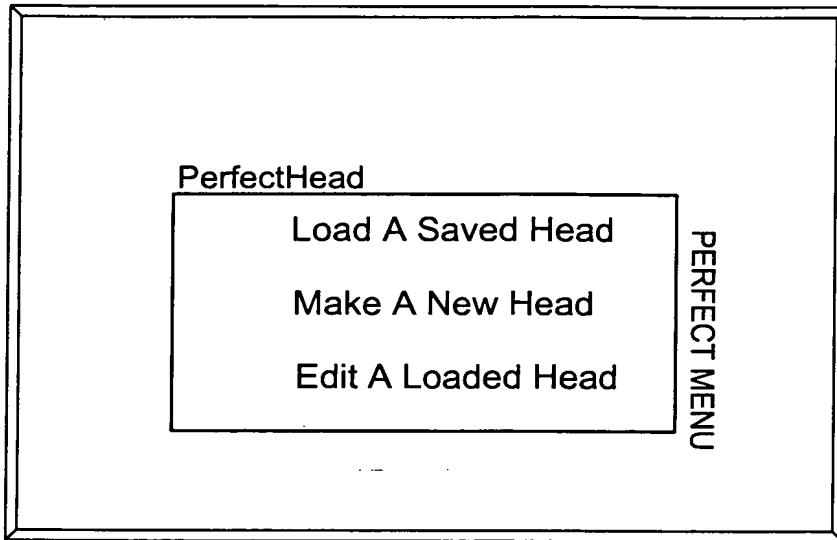 PerfectHead
Load A Saved Head
Make A New Head
Edit A Loaded Head
PERFECT MENU